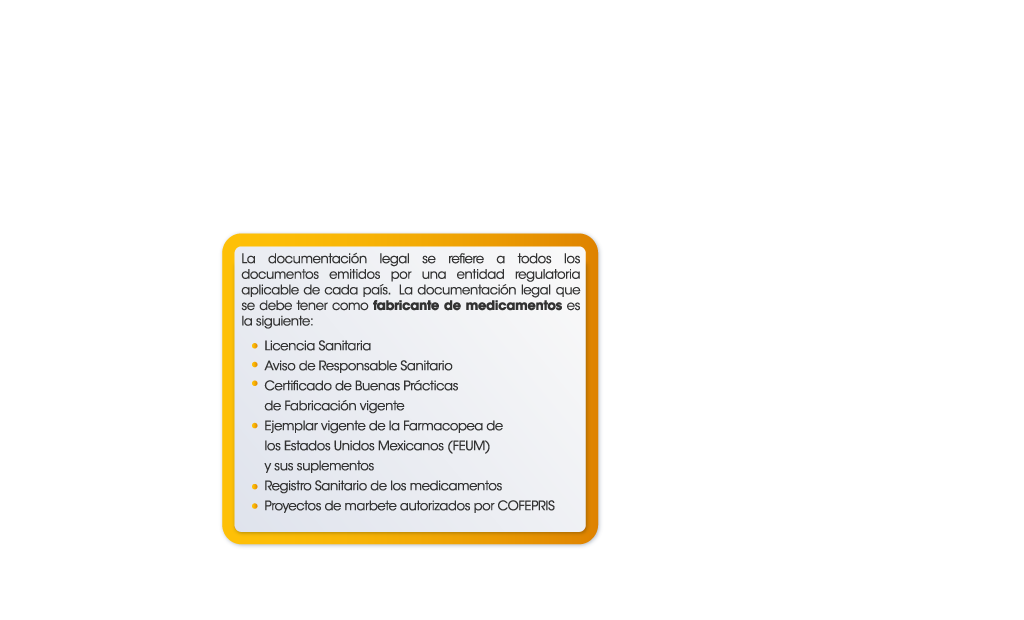 La documentación legal se refiere a todos los
documentos emitidos por una entidad regulatoria
aplicable de cada país. La documentación legal que
se debe tener como fabricante de medicamentos es
la siguiente:
• Licencia Sanitaria
• Aviso de Responsable Sanitario
• Certificado de Buenas Prácticas
de Fabricación vigente
• Ejemplar vigente de la Farmacopea de
los Estados Unidos Mexicanos (FEUM)
y sus suplementos
• Registro Sanitario de los medicamentos
• Proyectos de marbete autorizados por COFEPRIS